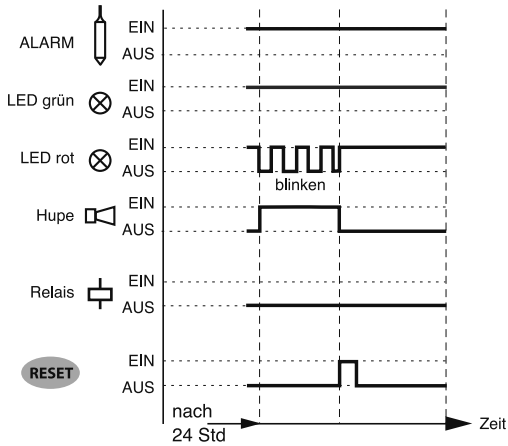 ALARM
EIN
AUS
LED grün
EIN
AUS
LED rot
EIN
AUS
blinken
Hupe
EIN
AUS
Relais
EIN
AUS
RESET
EIN
AUS
nach
24 Std
Zeit